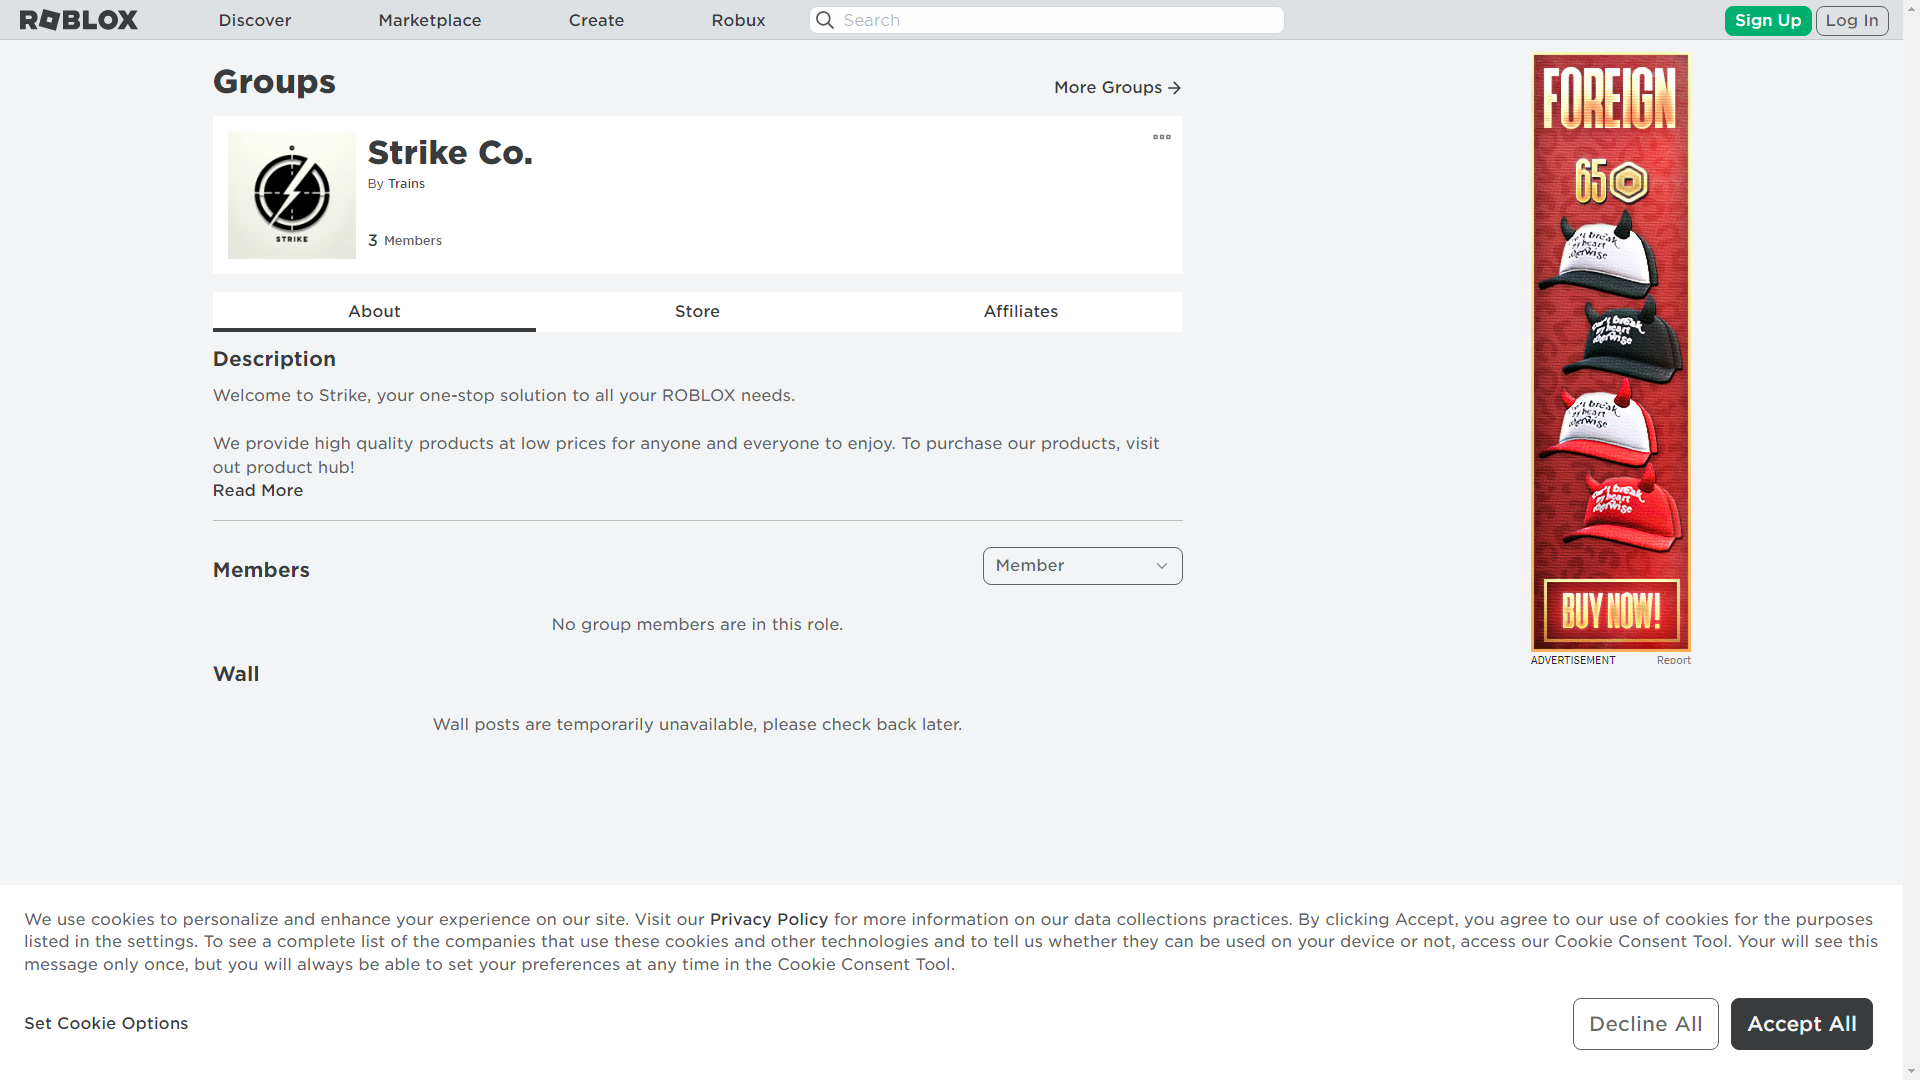 ROBLOX
Discover
Marketplace
Create
Robux
Search
Sign Up
Log In
Groups
More Groups
STRIKE
Strike Co.
By Trains
3 Members
About
Store
Affiliates
Description
Welcome to Strike, your one-stop solution to all your ROBLOX needs.
We provide high quality products at low prices for anyone and everyone to enjoy. To purchase our products, visit
out product hub!
Read More
Members
Member
No group members are in this role.
Wall
Wall posts are temporarily unavailable, please check back later.
FOREIGN
65
BUY NOW!
ADVERTISEMENT
Report
We use cookies to personalize and enhance your experience on our site. Visit our Privacy Policy for more information on our data collections practices. By clicking Accept, you agree to our use of cookies for the purposes
listed in the settings. To see a complete list of the companies that use these cookies and other technologies and to tell us whether they can be used on your device or not, access our Cookie Consent Tool. Your will see this
message only once, but you will always be able to set your preferences at any time in the Cookie Consent Tool.
Set Cookie Options
Decline All
Accept All